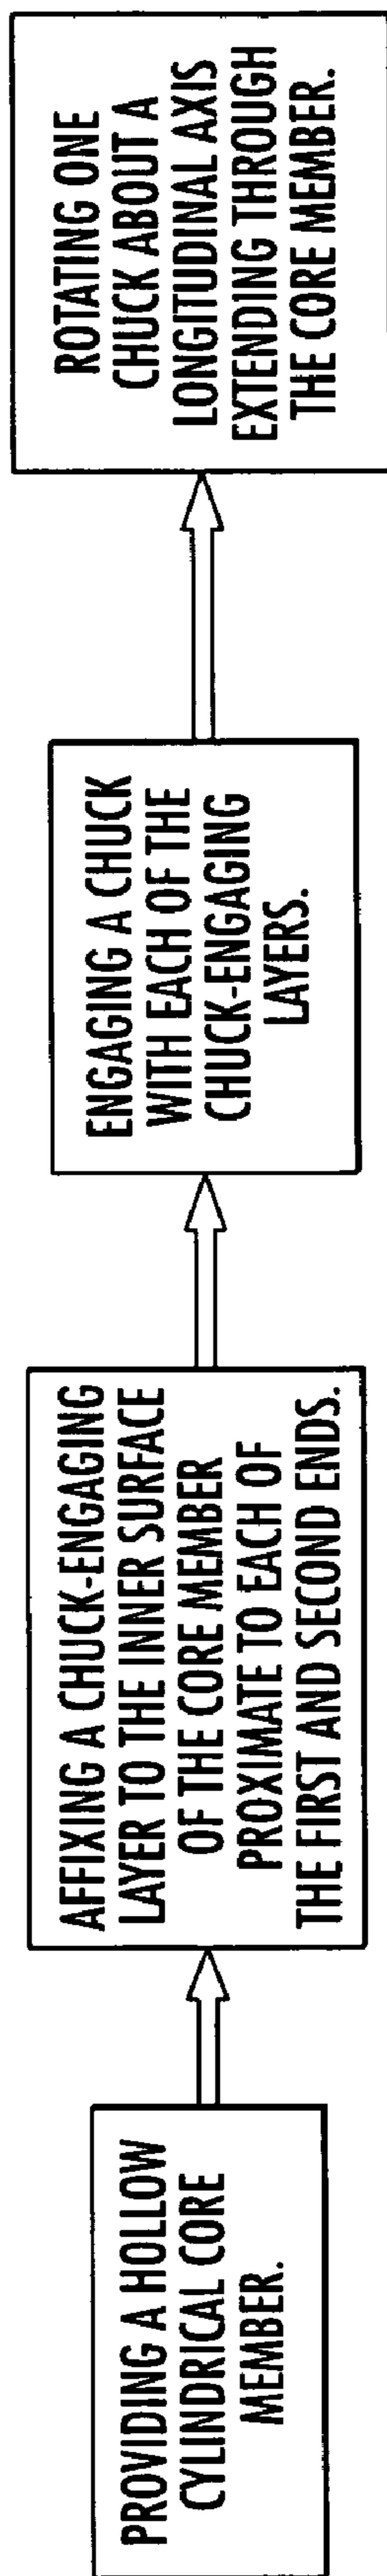 PROVIDING A HOLLOW
CYLINDRICAL CORE
MEMBER.
AFFIXING A CHUCK-ENGAGING
LAYER TO THE INNER SURFACE
OF THE CORE MEMBER
PROXIMATE TO EACH OF
THE FIRST AND SECOND ENDS.
ENGAGING A CHUCK
WITH EACH OF THE
CHUCK-ENGAGING
LAYERS.
ROTATING ONE
CHUCK ABOUT A
LONGITUDINAL AXIS
EXTENDING THROUGH
THE CORE MEMBER.